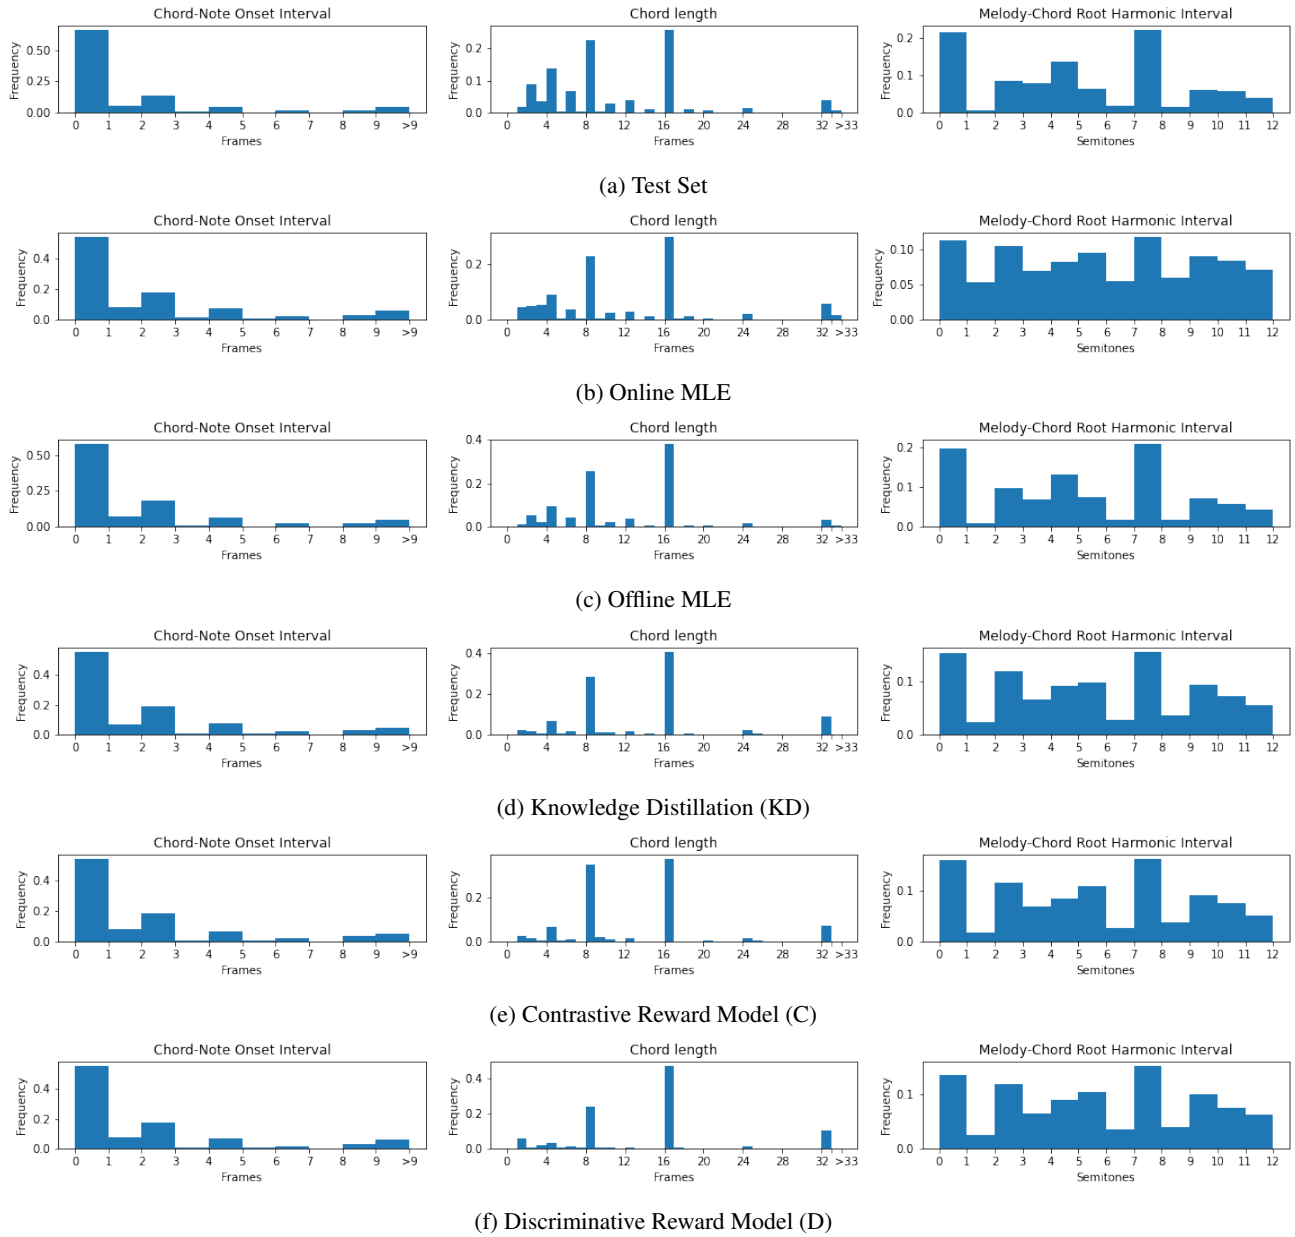 Chord-Note Onset Interval Chord length Melody-Chord Root Harmonic Interval
Frequency 0.50 0.25 0.00 Frequency 0.2 0.1 0.0 Frequency 0.2 0.1 0.0
0 1 2 3 4 5 6 7 8 9 >9 0 4 8 12 16 20 24 28 32 >33 0 1 2 3 4 5 6 7 8 9 10 11 12
Frames Frames Semitones
(a) Test Set
Chord-Note Onset Interval Chord length Melody-Chord Root Harmonic Interval
Frequency 0.4 0.2 0.0 Frequency 0.2 0.0 Frequency 0.10 0.05 0.00
0 1 2 3 4 5 6 7 8 9 >9 0 4 8 12 16 20 24 28 32 >33 0 1 2 3 4 5 6 7 8 9 10 11 12
Frames Frames Semitones
(b) Online MLE
Chord-Note Onset Interval Chord length Melody-Chord Root Harmonic Interval
Frequency 0.50 0.25 0.00 Frequency 0.4 0.2 0.0 Frequency 0.2 0.1 0.0
0 1 2 3 4 5 6 7 8 9 >9 0 4 8 12 16 20 24 28 32 >33 0 1 2 3 4 5 6 7 8 9 10 11 12
Frames Frames Semitones
(c) Offline MLE
Chord-Note Onset Interval Chord length Melody-Chord Root Harmonic Interval
Frequency 0.4 0.2 0.0 Frequency 0.4 0.2 0.0 Frequency 0.1 0.0
0 1 2 3 4 5 6 7 8 9 >9 0 4 8 12 16 20 24 28 32 >33 0 1 2 3 4 5 6 7 8 9 10 11 12
Frames Frames Semitones
(d) Knowledge Distillation (KD)
Chord-Note Onset Interval Chord length Melody-Chord Root Harmonic Interval
Frequency 0.4 0.2 0.0 Frequency 0.2 0.0 Frequency 0.1 0.0
0 1 2 3 4 5 6 7 8 9 >9 0 4 8 12 16 20 24 28 32 >33 0 1 2 3 4 5 6 7 8 9 10 11 12
Frames Frames Semitones
(e) Contrastive Reward Model (C)
Chord-Note Onset Interval Chord length Melody-Chord Root Harmonic Interval
Frequency 0.4 0.2 0.0 Frequency 0.4 0.2 0.0 Frequency 0.1 0.0
0 1 2 3 4 5 6 7 8 9 >9 0 4 8 12 16 20 24 28 32 >33 0 1 2 3 4 5 6 7 8 9 10 11 12
Frames Frames Semitones
(f) Discriminative Reward Model (D)